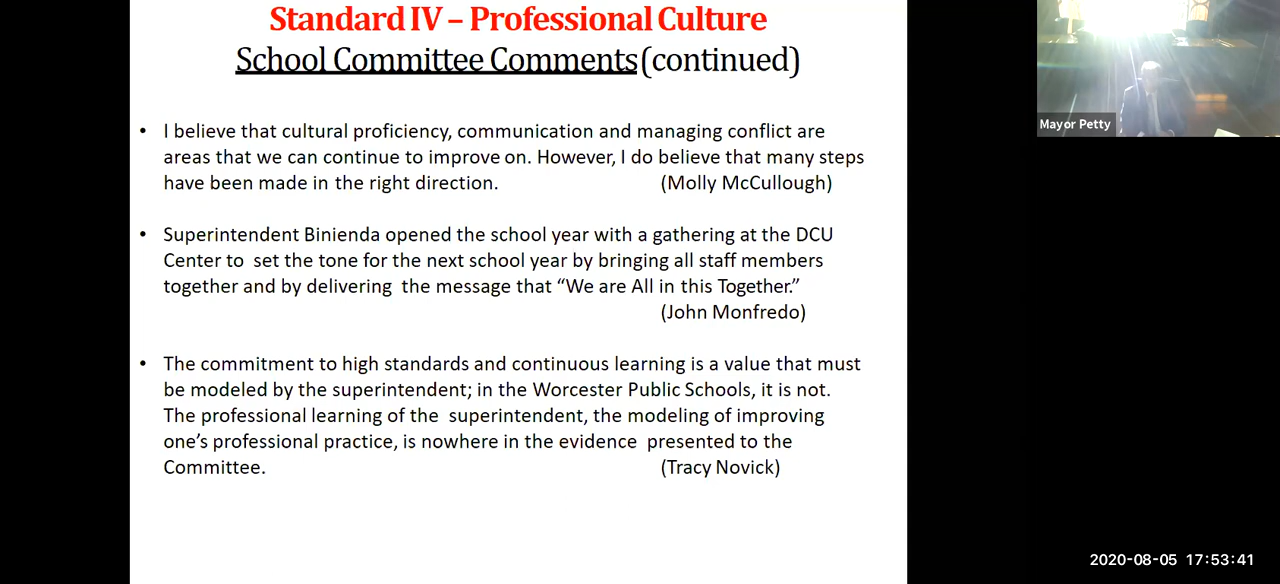 Standard IV – Professional Culture
School Committee Comments (continued)
• I believe that cultural proficiency, communication and managing conflict are
areas that we can continue to improve on. However, I do believe that many steps
have been made in the right direction. (Molly McCullough)
• Superintendent Binienda opened the school year with a gathering at the DCU
Center to set the tone for the next school year by bringing all staff members
together and by delivering the message that “We are All in this Together.”
(John Monfredo)
• The commitment to high standards and continuous learning is a value that must
be modeled by the superintendent; in the Worcester Public Schools, it is not.
The professional learning of the superintendent, the modeling of improving
one’s professional practice, is nowhere in the evidence presented to the
Committee. (Tracy Novick)
Mayor Petty
2020-08-05 17:53:41